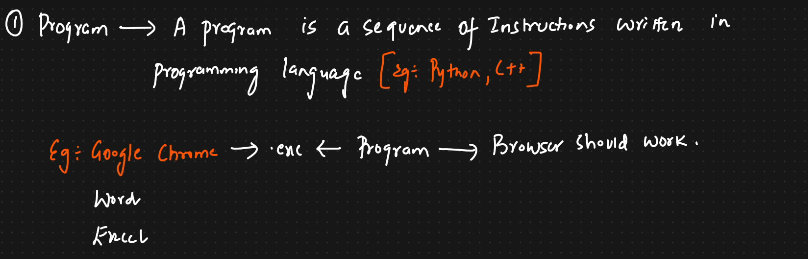 ① Program → A program is a sequence of Instructions written in
programming language [Eg: Python, C++]
Eg: Google Chrome → .exe ← Program → Browser should work.
Word
Excel